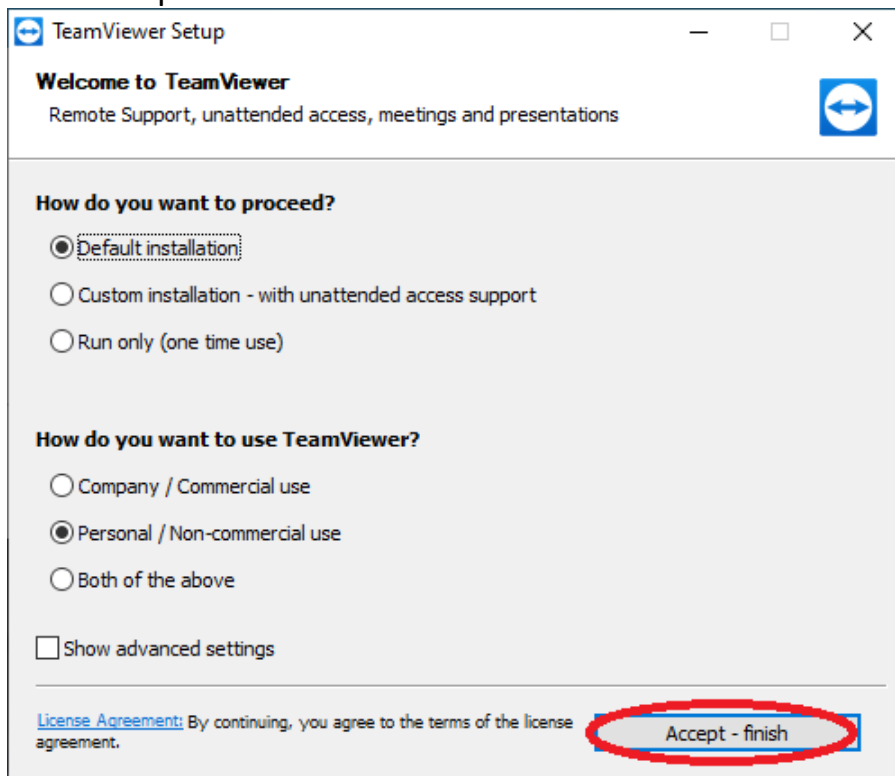 TeamViewer Setup
Welcome to TeamViewer
Remote Support, unattended access, meetings and presentations
How do you want to proceed?
Default installation
Custom installation - with unattended access support
Run only (one time use)
How do you want to use TeamViewer?
Company / Commercial use
Personal / Non-commercial use
Both of the above
Show advanced settings
License Agreement: By continuing, you agree to the terms of the license
agreement.
Accept - finish